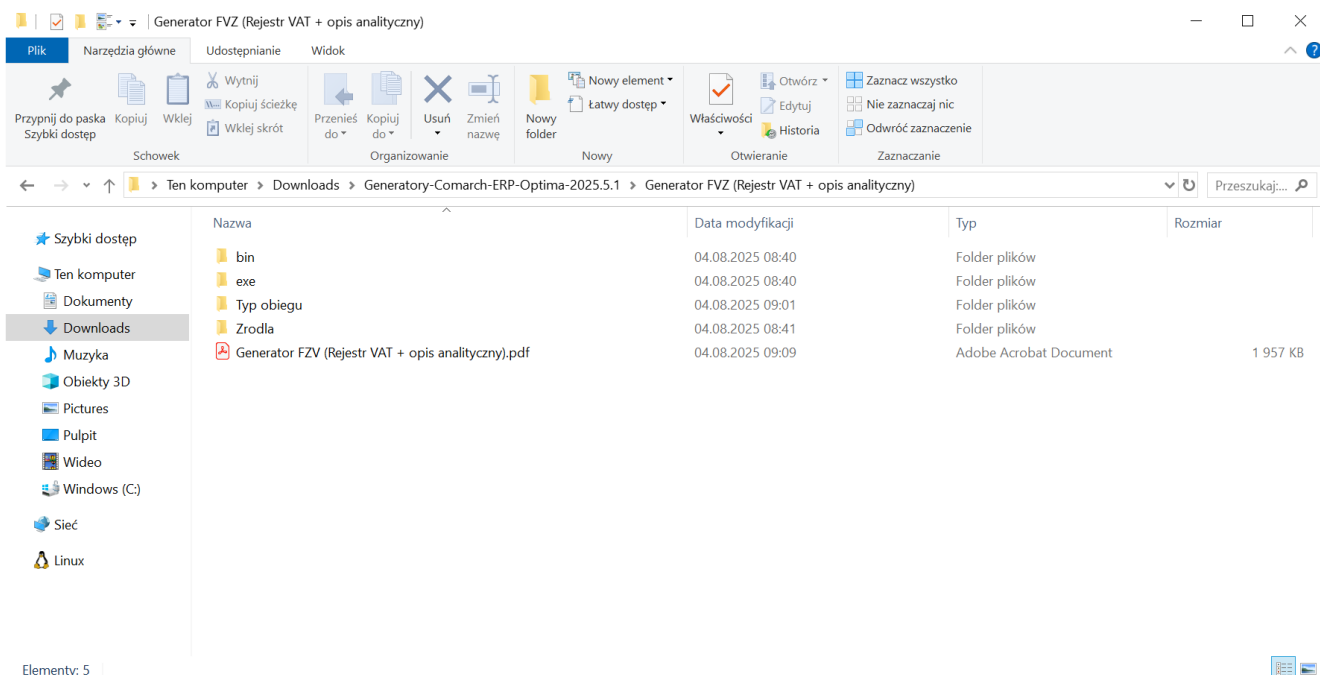 Generator FVZ (Rejestr VAT + opis analityczny)
Plik Narzędzia główne Udostępnianie Widok
Przypnij do paska Szybki dostęp
Kopiuj
Wklej
Wytnij
Kopiuj ścieżkę
Wklej skrót
Schowek
Przenieś do
Kopiuj do
Usuń
Zmień nazwę
Organizowanie
Nowy folder
Nowy element
Łatwy dostęp
Nowy
Właściwości
Otwórz
Edytuj
Historia
Otwieranie
Zaznacz wszystko
Nie zaznaczaj nic
Odwróć zaznaczenie
Zaznaczanie
Ten komputer > Downloads > Generatory-Comarch-ERP-Optima-2025.5.1 > Generator FVZ (Rejestr VAT + opis analityczny)
Przeszukaj:...
Szybki dostęp
Ten komputer
Dokumenty
Downloads
Muzyka
Obiekty 3D
Pictures
Pulpit
Wideo
Windows (C:)
Sieć
Linux
Nazwa Data modyfikacji Typ Rozmiar
bin 04.08.2025 08:40 Folder plików
exe 04.08.2025 08:40 Folder plików
Typ obiegu 04.08.2025 09:01 Folder plików
Zrodla 04.08.2025 08:41 Folder plików
Generator FZV (Rejestr VAT + opis analityczny).pdf 04.08.2025 09:09 Adobe Acrobat Document 1 957 KB
Elementy: 5